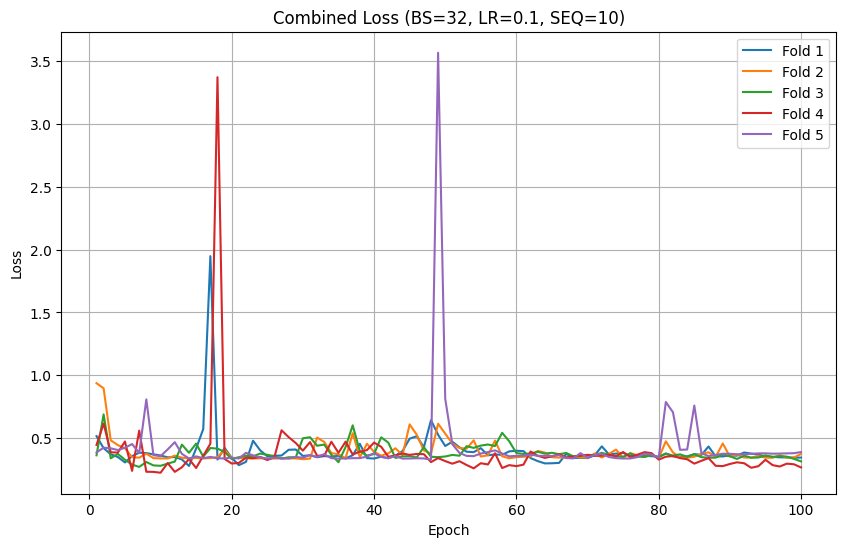 Combined Loss (BS=32, LR=0.1, SEQ=10)
Fold 1
Fold 2
Fold 3
Fold 4
Fold 5
3.5
3.0
2.5
2.0
1.5
1.0
0.5
Loss
0 20 40 60 80 100
Epoch